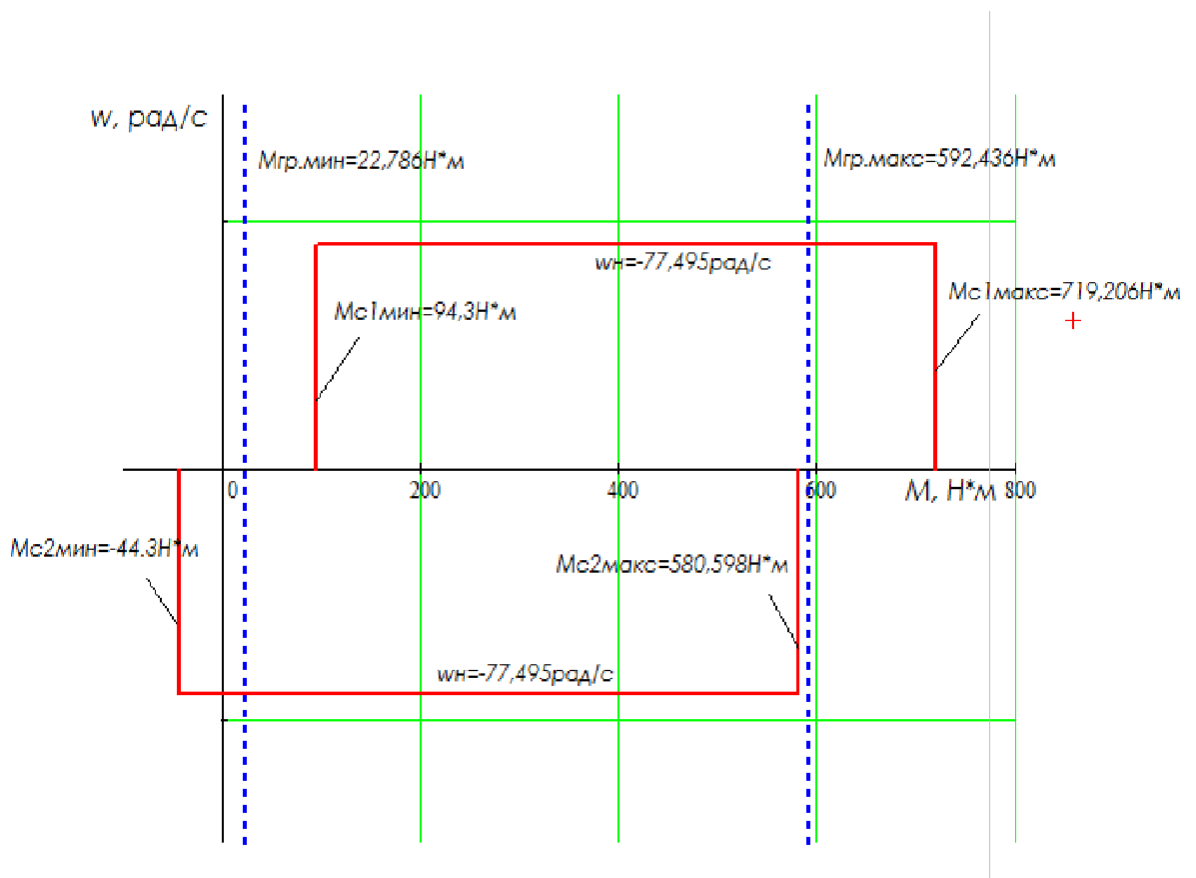 w, рад/с
Мгр.мин=22,786Н*м
Мгр.макс=592,436Н*м
wн=-77,495рад/с
Мс1макс=719,206Н*м
Мс1мин=94,3Н*м
0
200
400
600
М, Н*м
800
Мс2мин=-44.3Н*м
Мс2макс=580,598Н*м
wн=-77,495рад/с